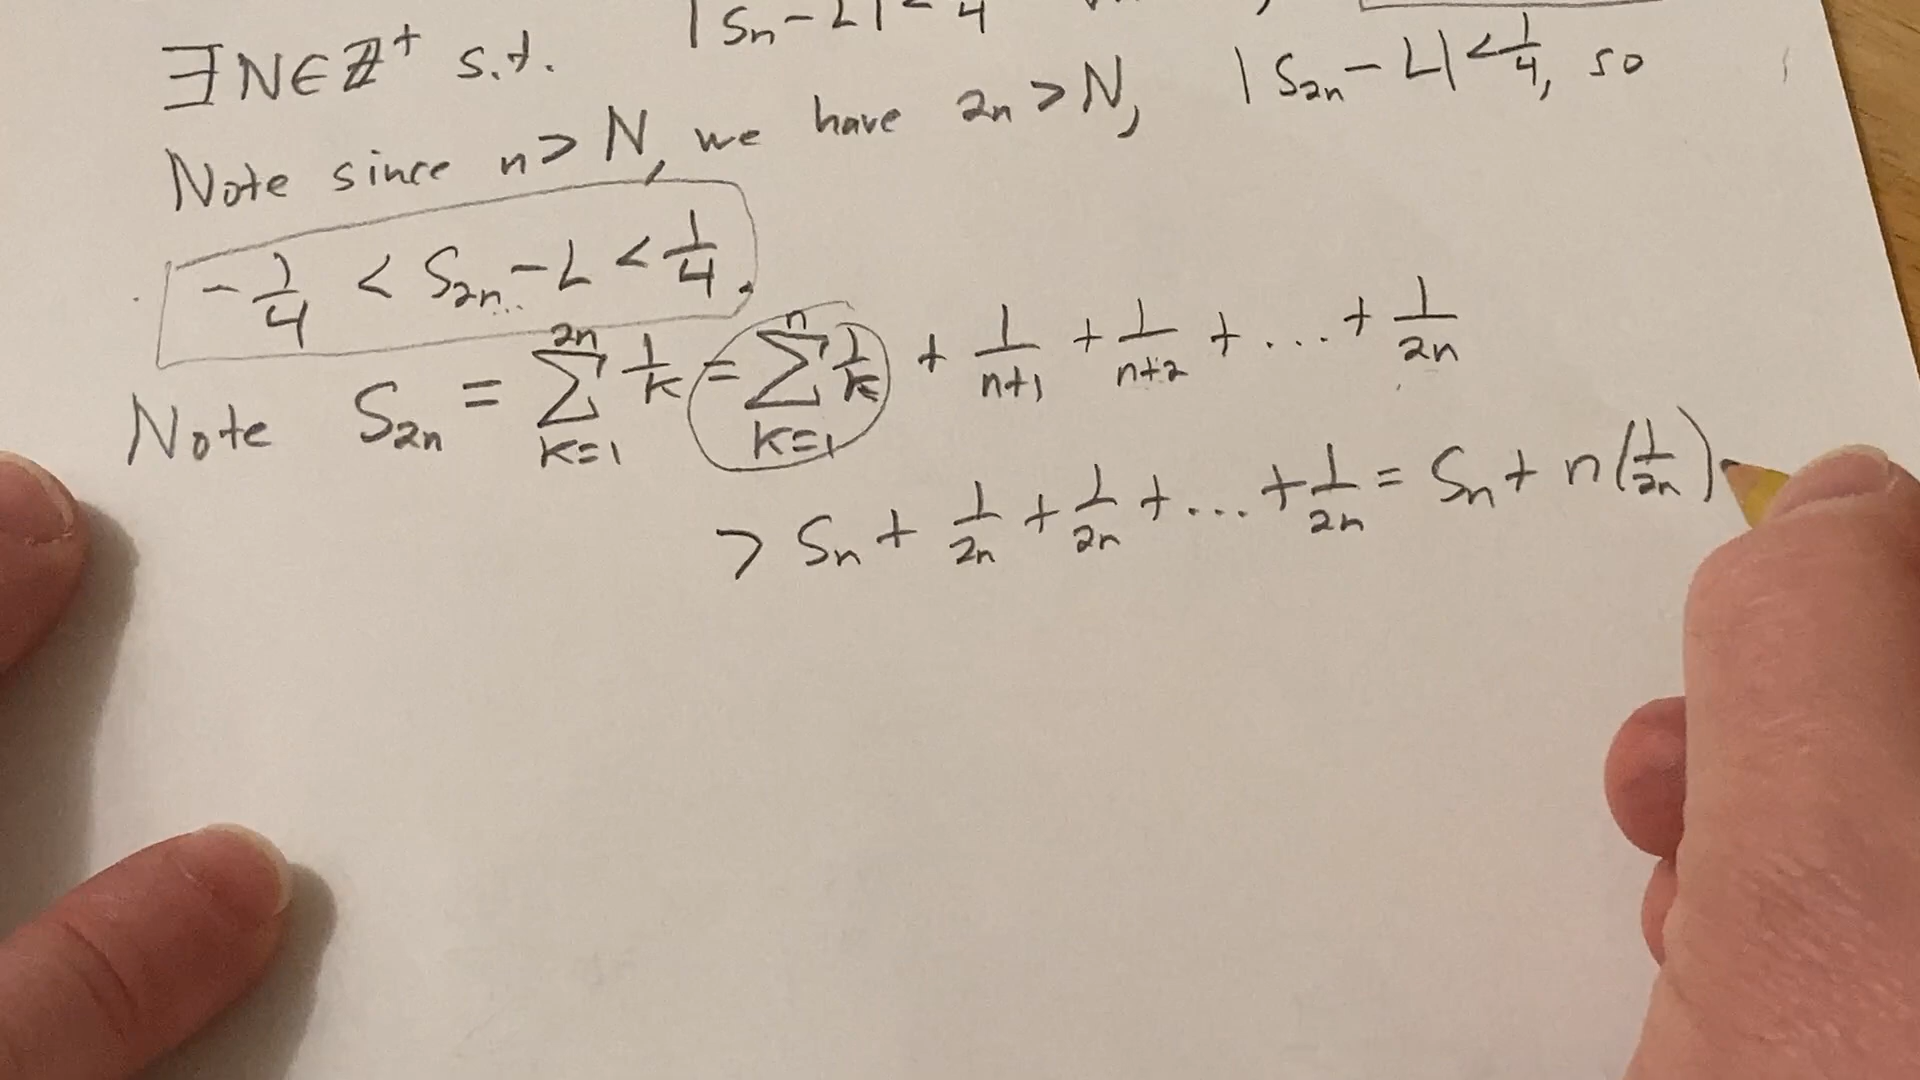 |Sₙ - L| < 1/4
∃N∈ℤ⁺ s.t.
Note since n > N, we have 2n > N, |S₂ₙ - L| < 1/4, so
-1/4 < S₂ₙ - L < 1/4.
Note S₂ₙ = ∑_{k=1}^{2n} 1/k = ∑_{k=1}^{n} 1/k + 1/(n+1) + 1/(n+2) + ... + 1/2n
> Sₙ + 1/2n + 1/2n + ... + 1/2n = Sₙ + n(1/2n)